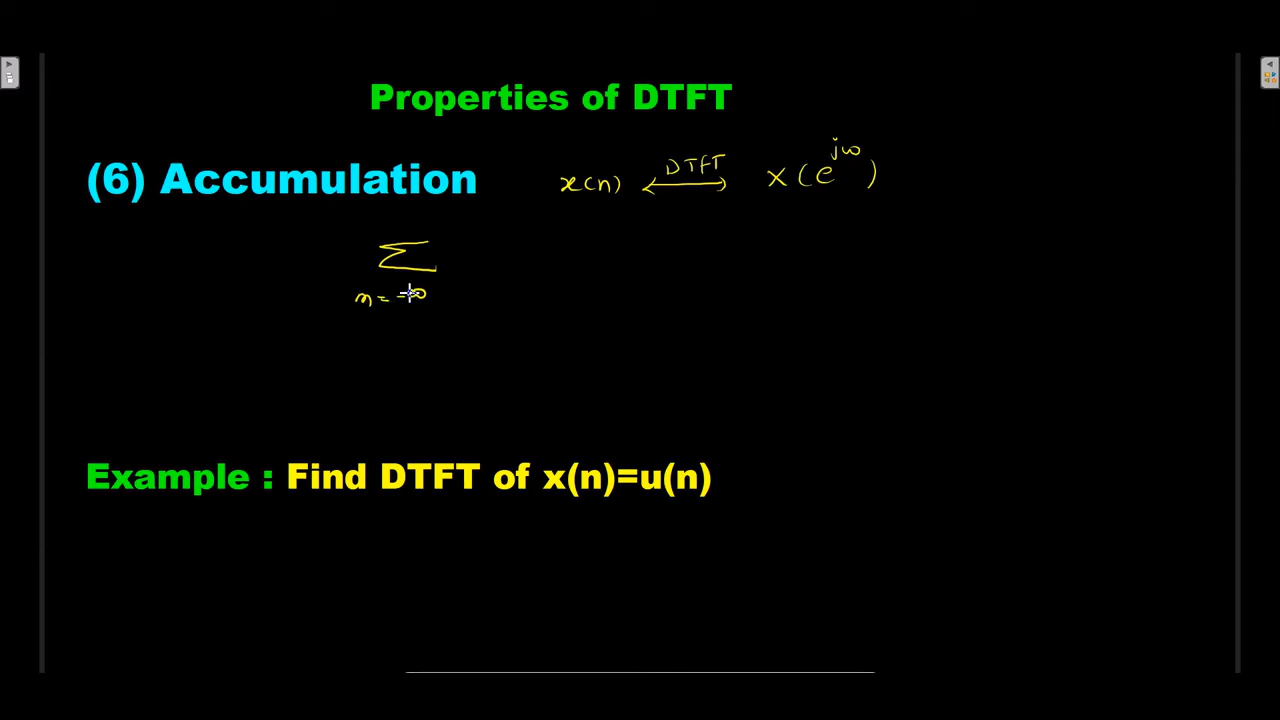 Properties of DTFT
(6) Accumulation x(n) ⟷ DTFT X(e^jω)
Σ
m = -∞
Example : Find DTFT of x(n)=u(n)